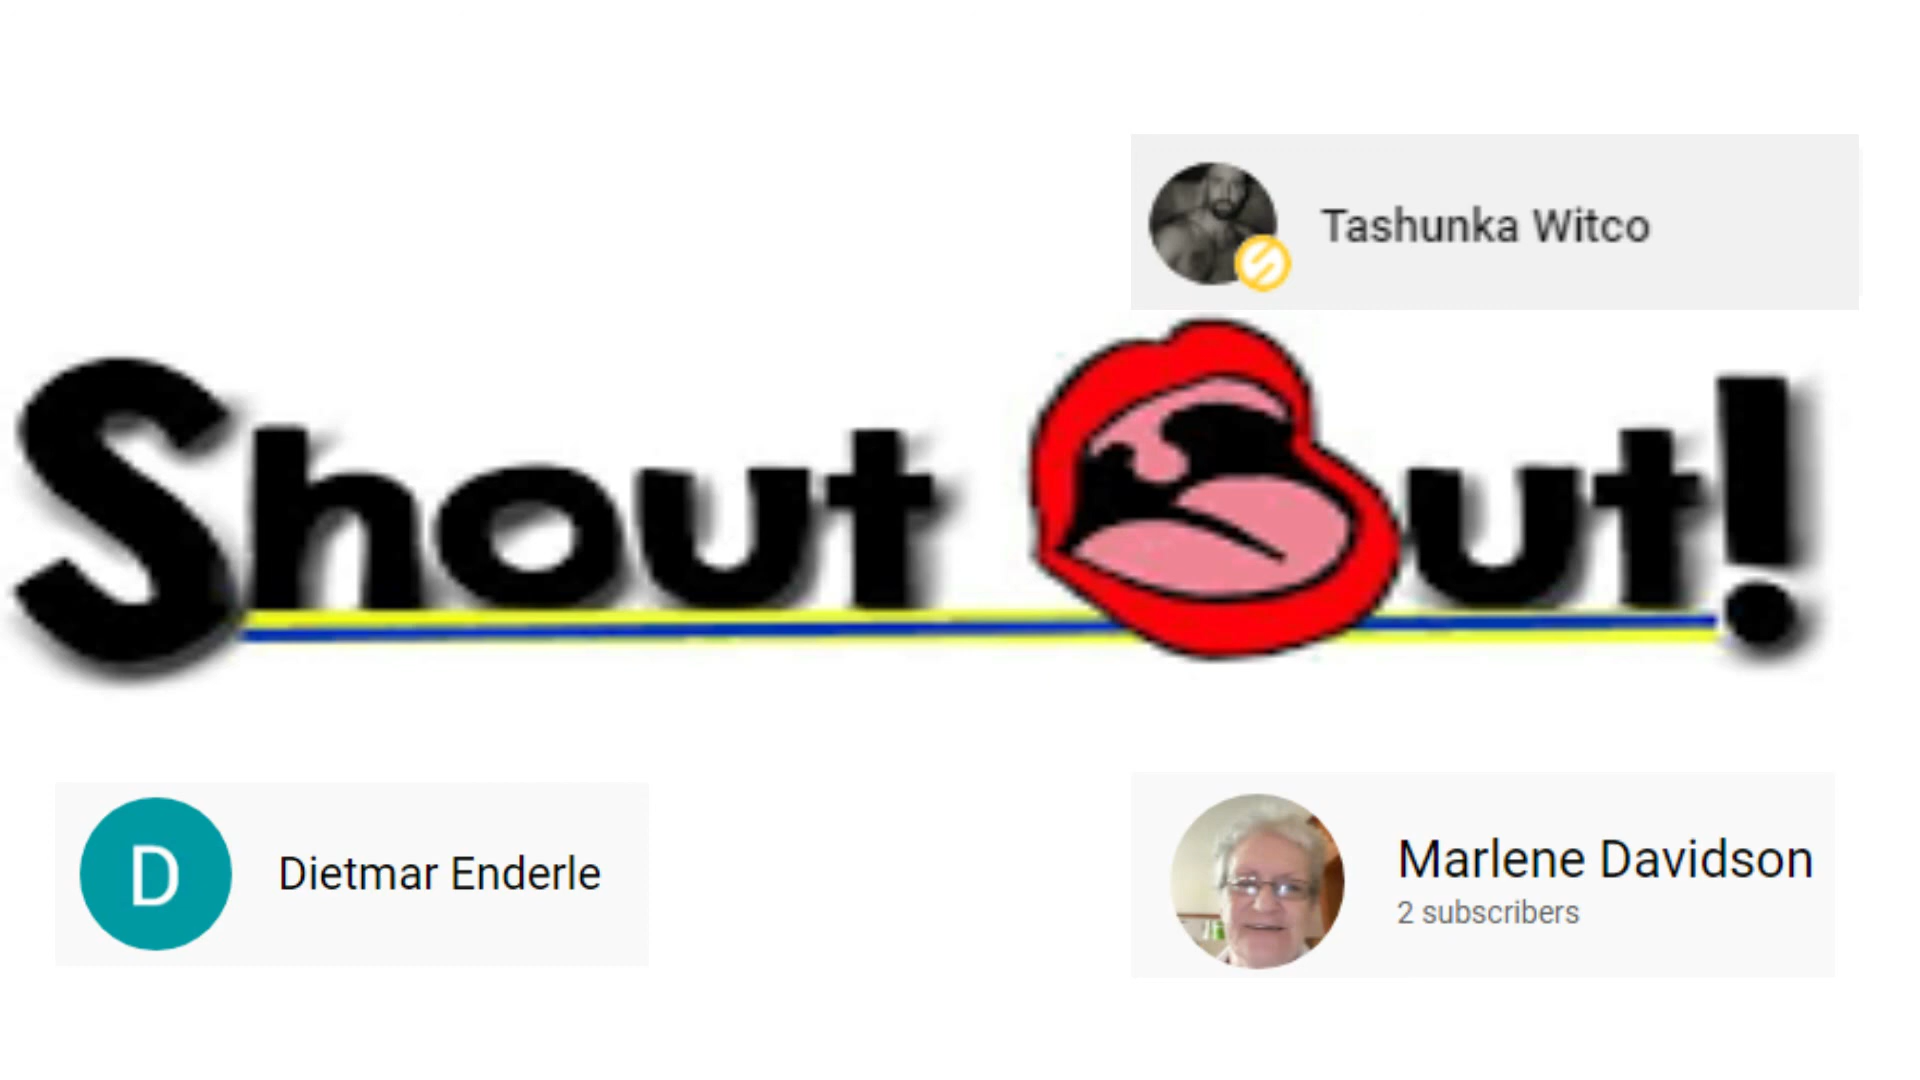 Tashunka Witco
Shout Out!
D
Dietmar Enderle
Marlene Davidson
2 subscribers